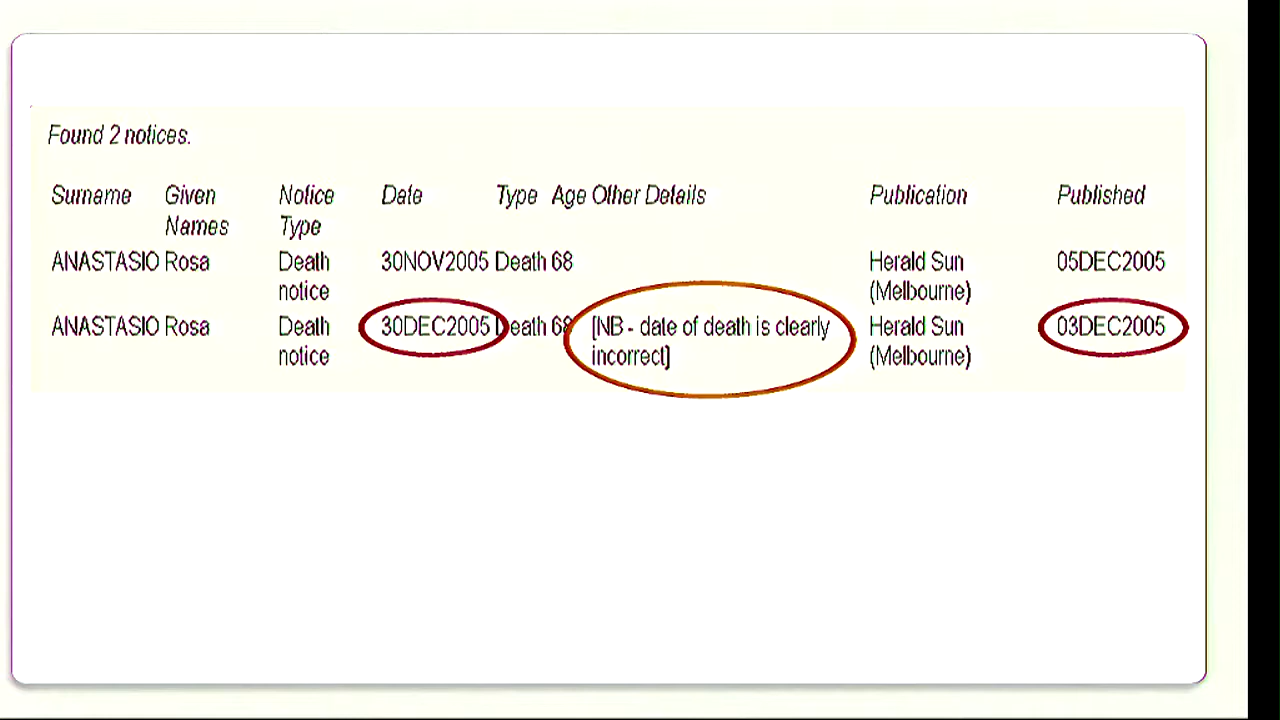 Found 2 notices.
Surname Given Names Notice Type Date Type Age Other Details Publication Published
ANASTASIO Rosa Death notice 30NOV2005 Death 68 Herald Sun (Melbourne) 05DEC2005
ANASTASIO Rosa Death notice 30DEC2005 Death 68 [NB - date of death is clearly incorrect] Herald Sun (Melbourne) 03DEC2005